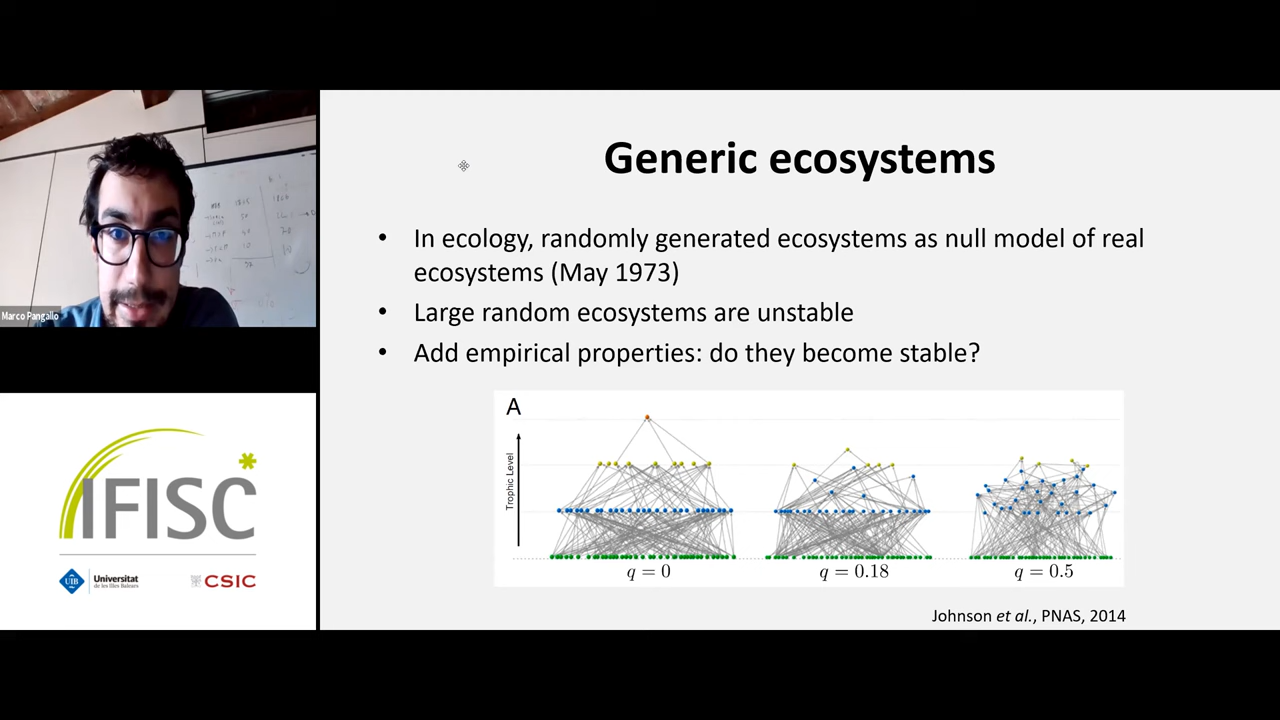 Generic ecosystems
• In ecology, randomly generated ecosystems as null model of real
ecosystems (May 1973)
• Large random ecosystems are unstable
• Add empirical properties: do they become stable?
A
Trophic Level
q = 0
q = 0.18
q = 0.5
Johnson et al., PNAS, 2014
Marco Pangallo
IFISC
UIB
Universitat
de les Illes Balears
CSIC